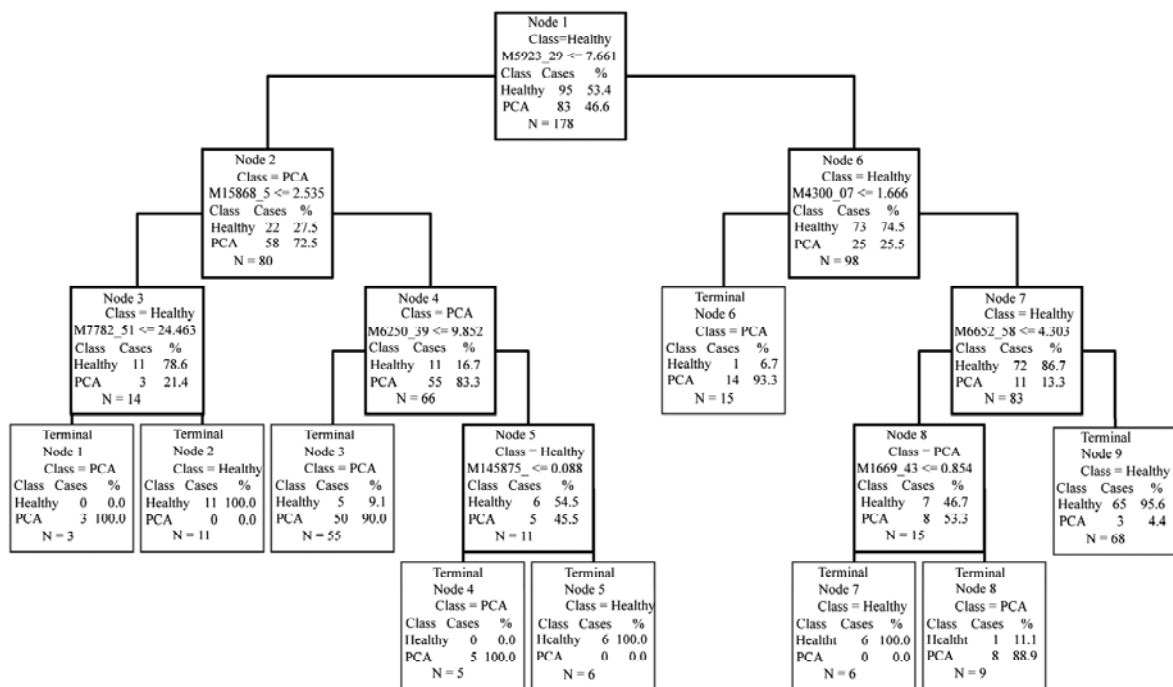 Node 1
Class=Healthy
M5923_29 <= 7.661
Class Cases %
Healthy 95 53.4
PCA 83 46.6
N = 178
Node 2
Class = PCA
M15868_5 <= 2.535
Class Cases %
Healthy 22 27.5
PCA 58 72.5
N = 80
Node 6
Class = Healthy
M4300_07 <= 1.666
Class Cases %
Healthy 73 74.5
PCA 25 25.5
N = 98
Node 3
Class = Healthy
M7782_51 <= 24.463
Class Cases %
Healthy 11 78.6
PCA 3 21.4
N = 14
Node 4
Class = PCA
M6250_39 <= 9.852
Class Cases %
Healthy 11 16.7
PCA 55 83.3
N = 66
Terminal
Node 6
Class = PCA
Class Cases %
Healthy 1 6.7
PCA 14 93.3
N = 15
Node 7
Class = Healthy
M6652_58 <= 4.303
Class Cases %
Healthy 72 86.7
PCA 11 13.3
N = 83
Terminal
Node 1
Class = PCA
Class Cases %
Healthy 0 0.0
PCA 3 100.0
N = 3
Terminal
Node 2
Class = Healthy
Class Cases %
Healthy 11 100.0
PCA 0 0.0
N = 11
Terminal
Node 3
Class = PCA
Class Cases %
Healthy 5 9.1
PCA 50 90.0
N = 55
Node 5
Class = Healthy
M145875_ <= 0.088
Class Cases %
Healthy 6 54.5
PCA 5 45.5
N = 11
Node 8
Class = PCA
M1669_43 <= 0.854
Class Cases %
Healthy 7 46.7
PCA 8 53.3
N = 15
Terminal
Node 9
Class = Healthy
Class Cases %
Healthy 65 95.6
PCA 3 4.4
N = 68
Terminal
Node 4
Class = PCA
Class Cases %
Healthy 0 0.0
PCA 5 100.0
N = 5
Terminal
Node 5
Class = Healthy
Class Cases %
Healthy 6 100.0
PCA 0 0.0
N = 6
Terminal
Node 7
Class = Healthy
Class Cases %
Healht 6 100.0
PCA 0 0.0
N = 6
Terminal
Node 8
Class = PCA
Class Cases %
Healht 1 11.1
PCA 8 88.9
N = 9